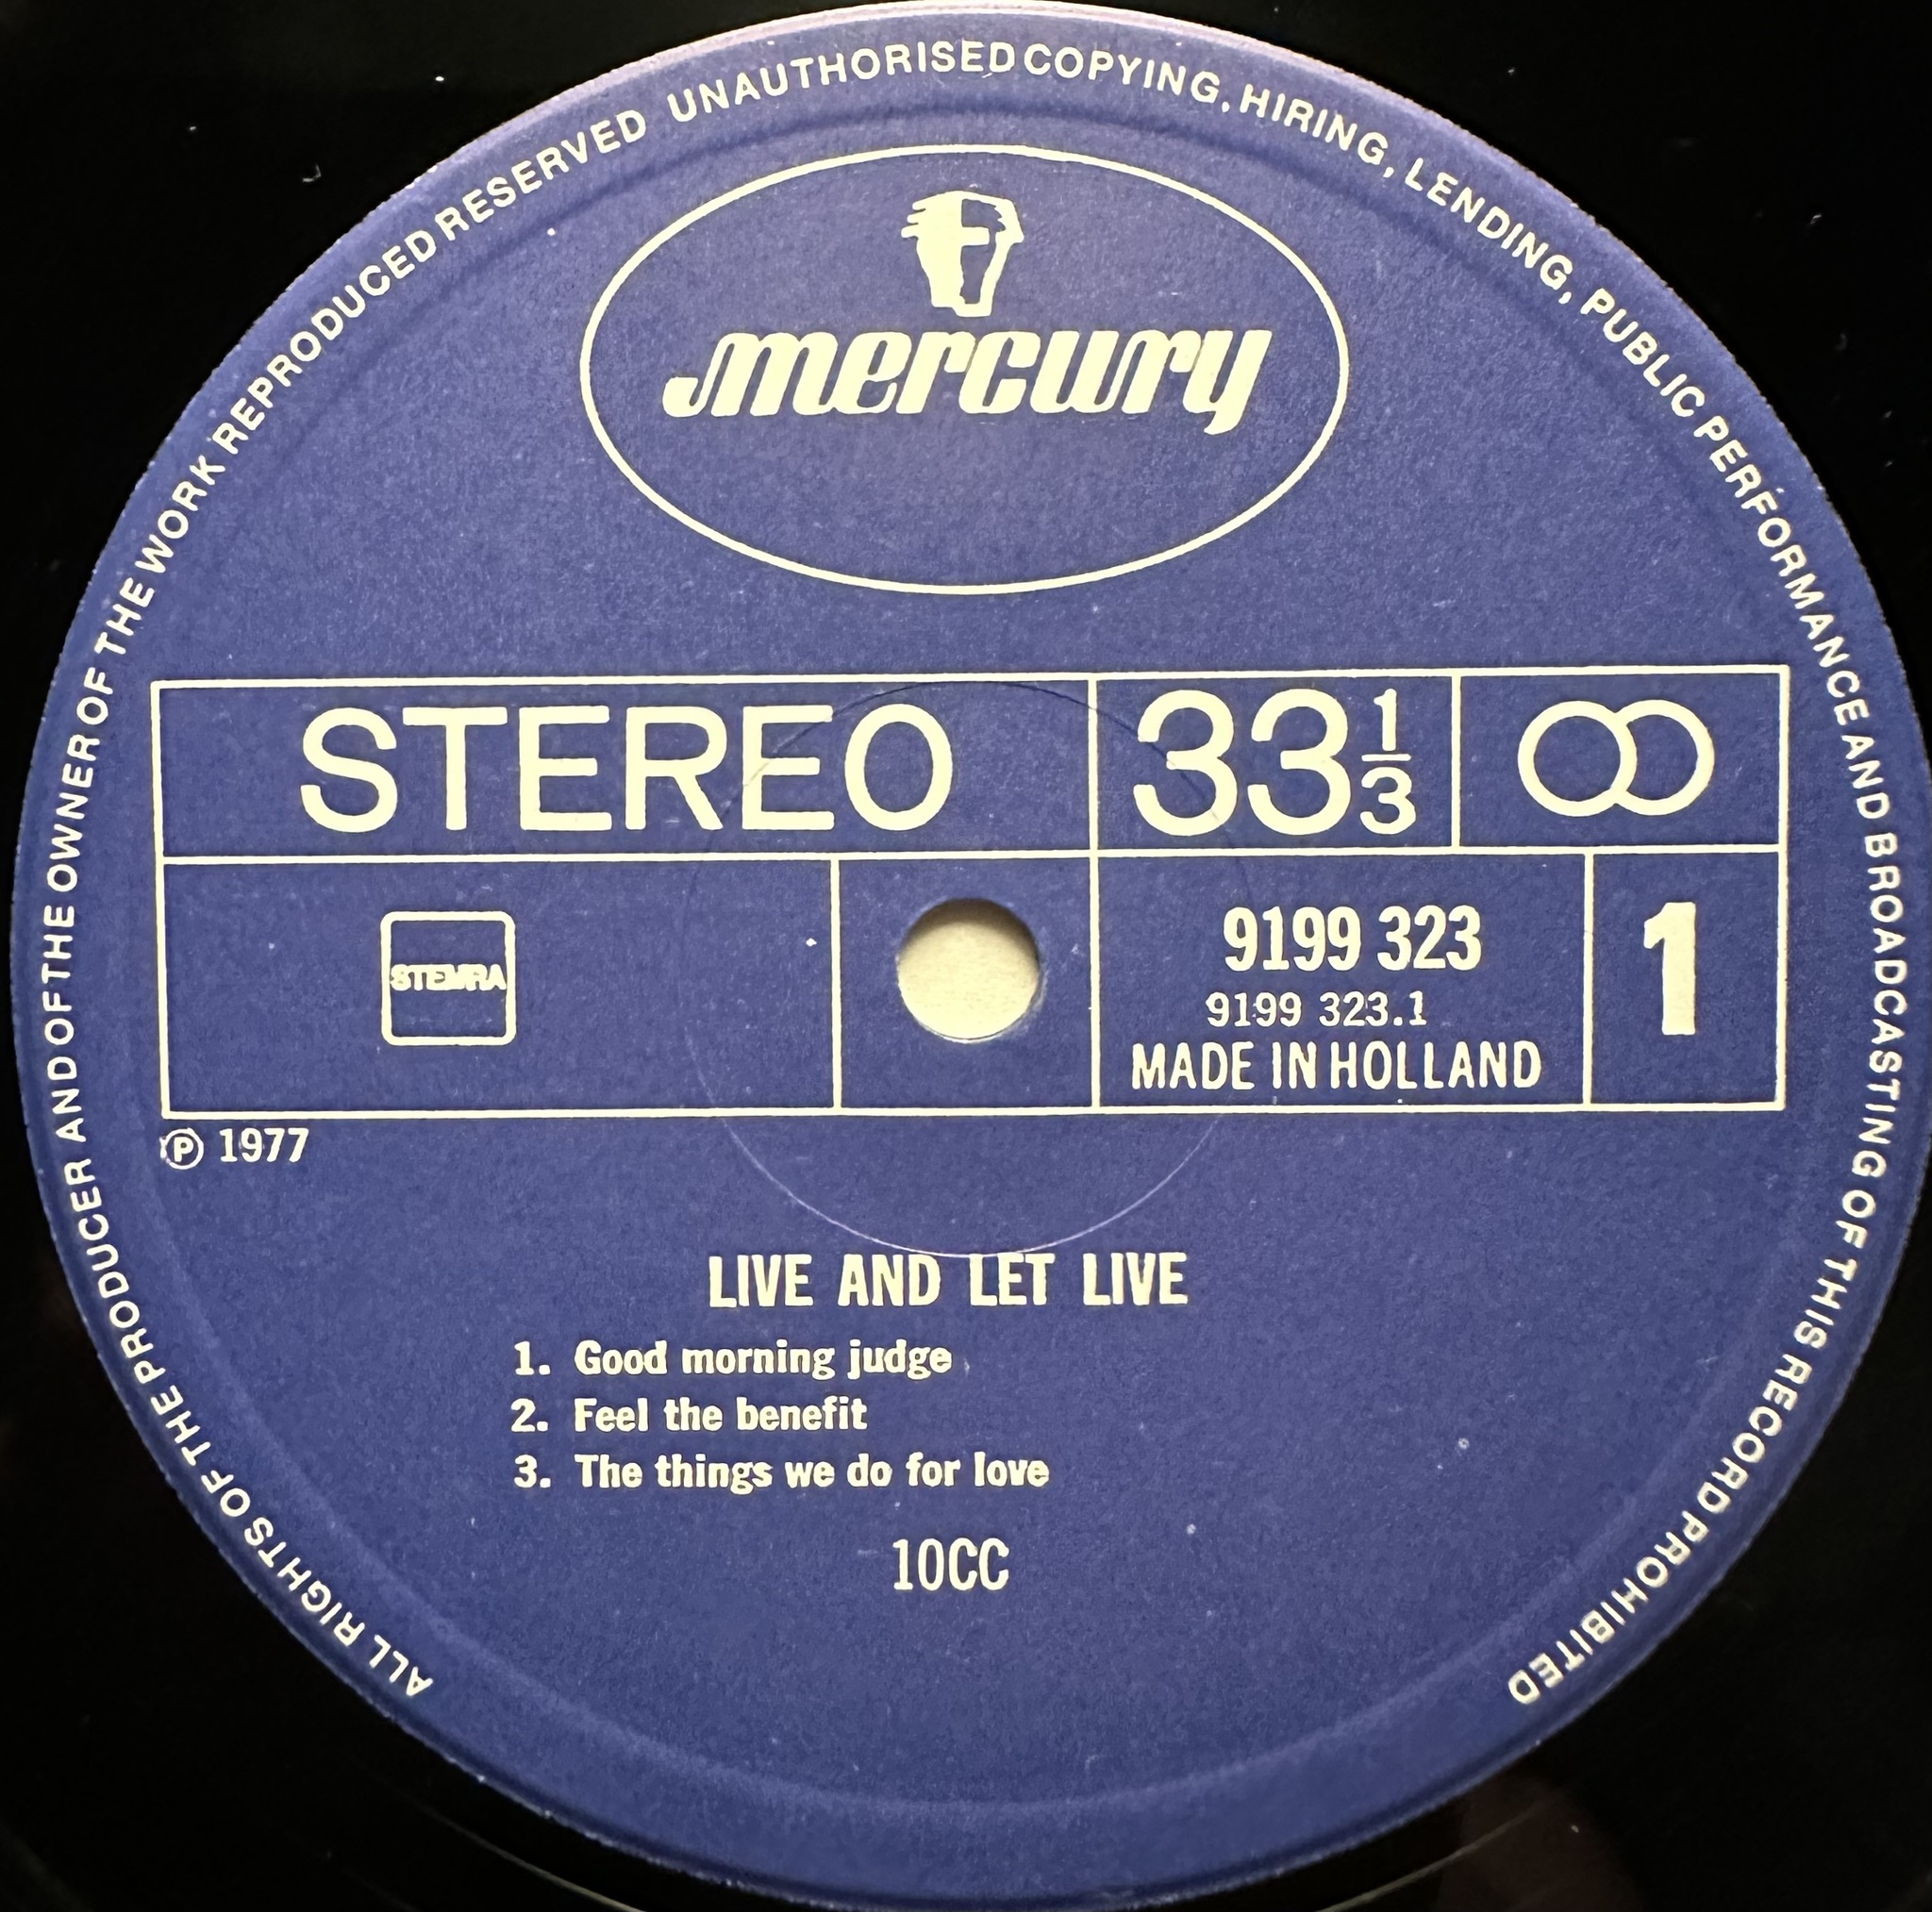 ALL RIGHTS OF THE PRODUCER AND OF THE OWNER OF THE WORK REPRODUCED RESERVED UNAUTHORISED COPYING, HIRING, LENDING, PUBLIC PERFORMANCE AND BROADCASTING OF THIS RECORD PROHIBITED
mercury
STEREO
33 1/3
STEMRA
9199 323
9199 323.1
MADE IN HOLLAND
1
℗ 1977
LIVE AND LET LIVE
1. Good morning judge
2. Feel the benefit
3. The things we do for love
10CC